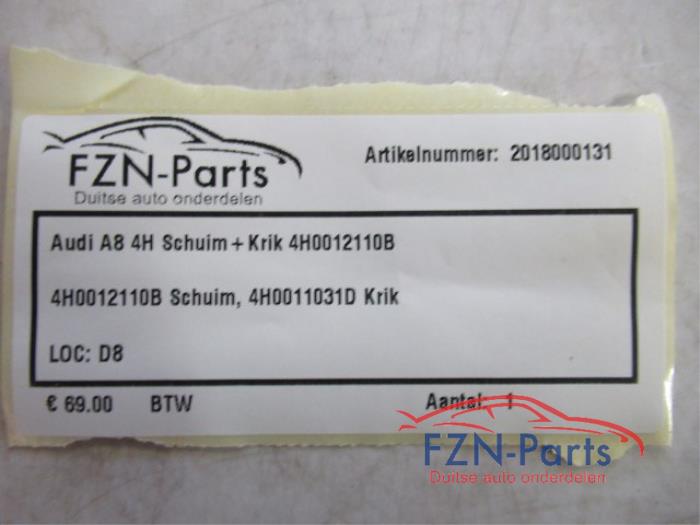 FZN-Parts
Duitse auto onderdelen
Artikelnummer: 2018000131
Audi A8 4H Schuim + Krik 4H0012110B
4H0012110B Schuim, 4H0011031D Krik
LOC: D8
€ 69.00 BTW Aantal: 1
FZN-Parts
Duitse auto onderdelen